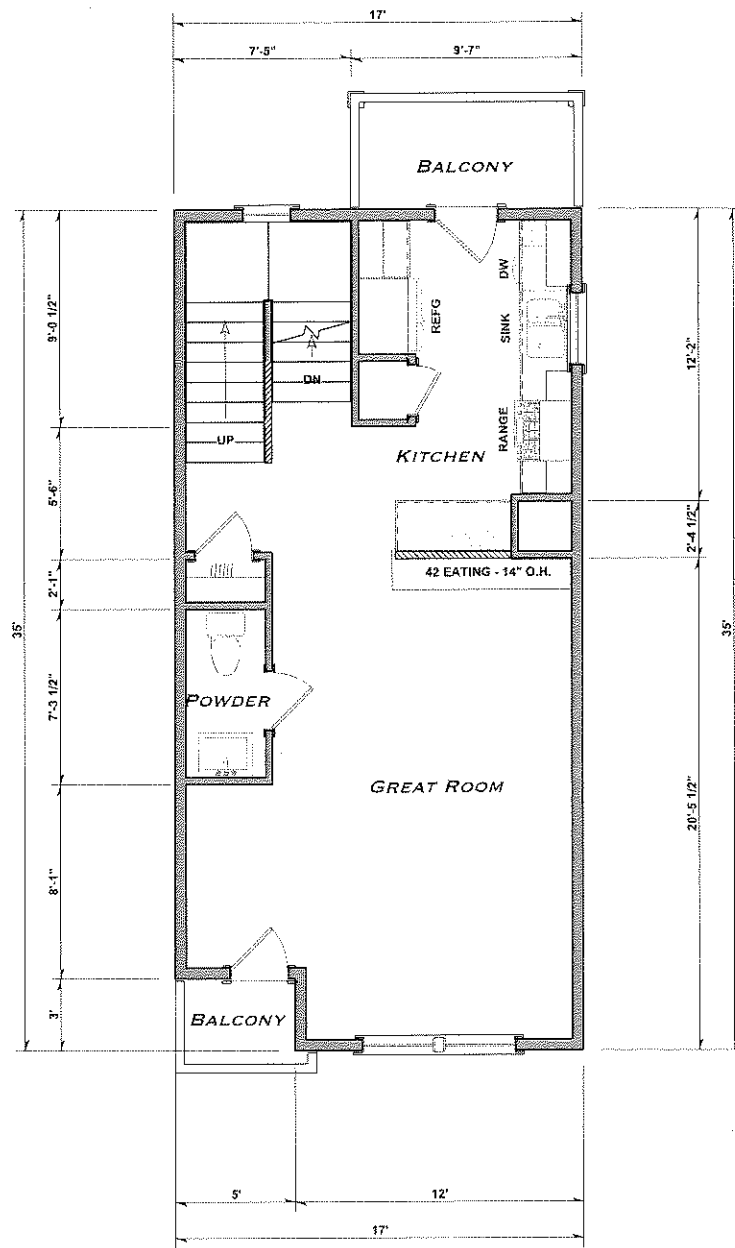 17'
7'-5"
9'-7"
BALCONY
9'-0 1/2"
REFG
DW
SINK
12'-2"
DN
UP
RANGE
KITCHEN
5'-6"
2'-4 1/2"
42 EATING - 14" O.H.
2'-1"
35'
35'
7'-3 1/2"
POWDER
GREAT ROOM
20'-5 1/2"
8'-1"
BALCONY
3'
5'
12'
17'